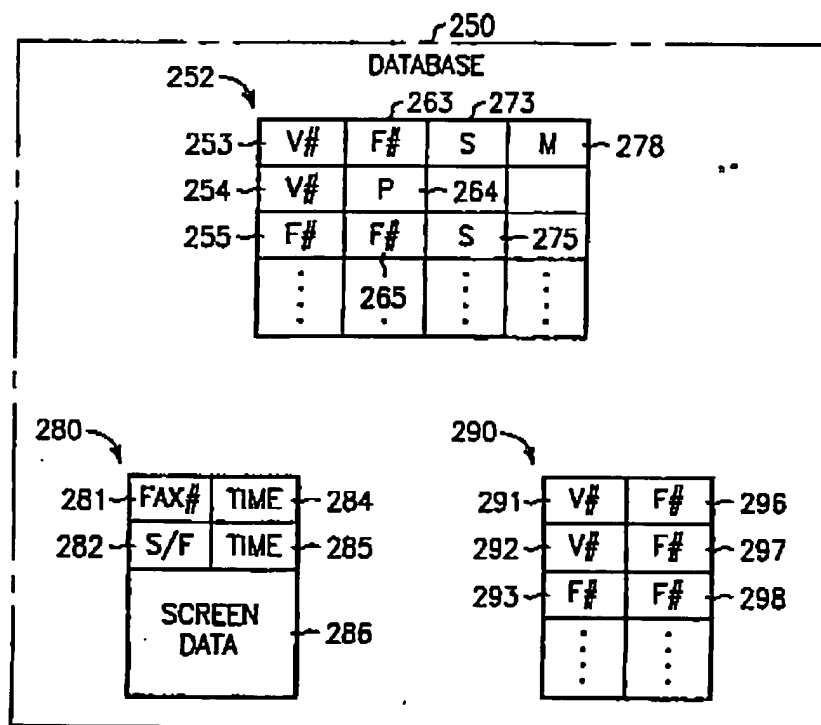 250
DATABASE
252 263 273
253 V# F# S M 278
254 V# P 264
255 F# F# S 275
265
280 290
281 FAX# TIME 284 291 V# F# 296
282 S/F TIME 285 292 V# F# 297
SCREEN DATA 286 293 F# F# 298